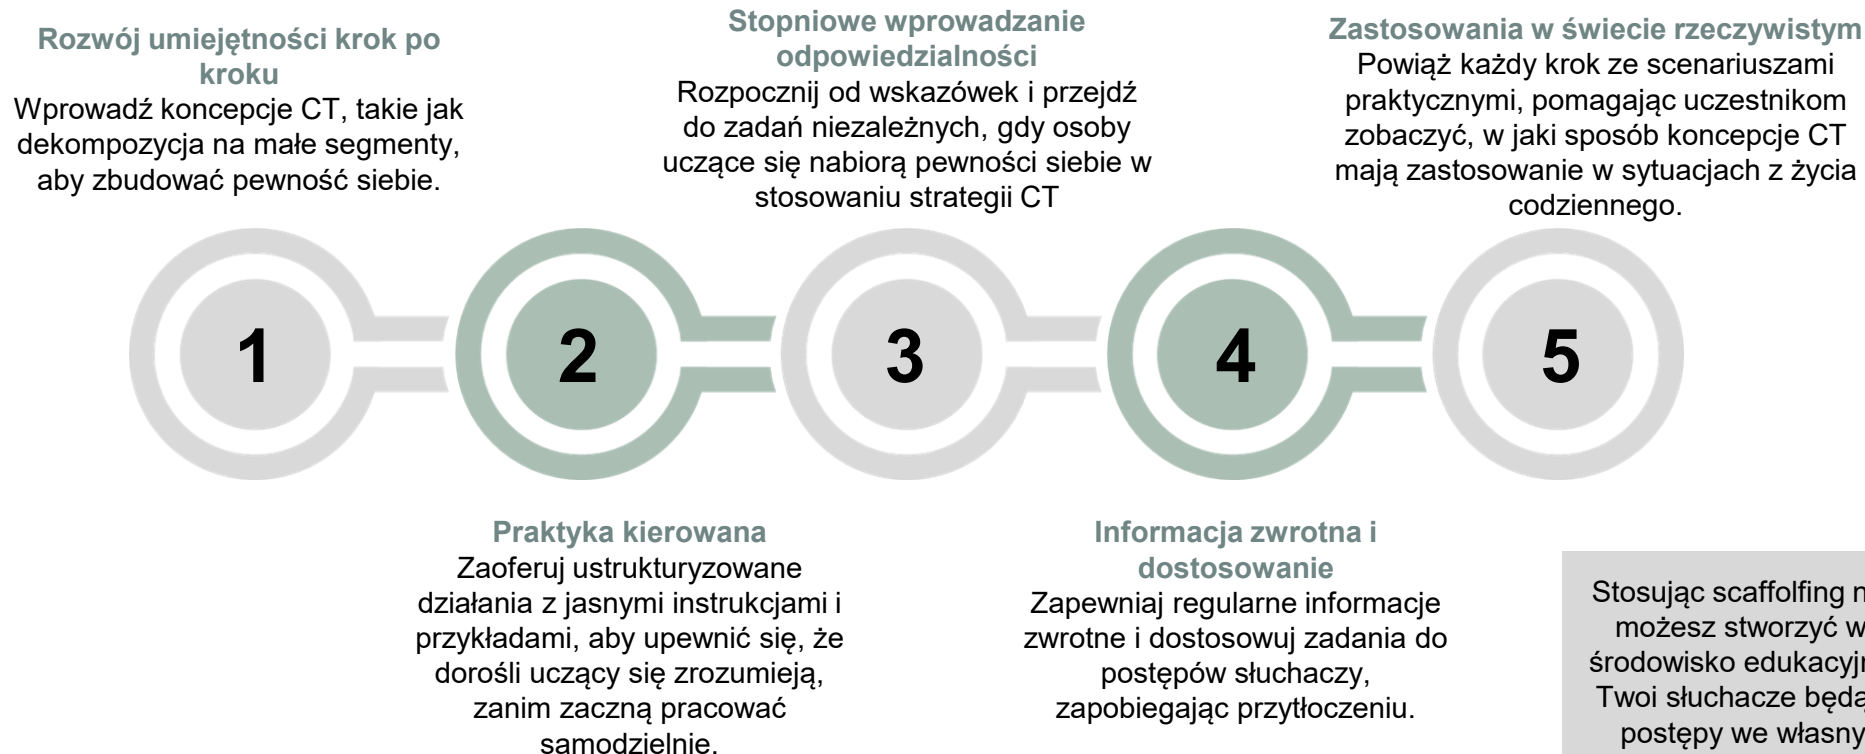 Rozwój umiejętności krok po
kroku
Wprowadź koncepcje CT, takie jak
dekompozycja na małe segmenty,
aby zbudować pewność siebie.
Stopniowe wprowadzanie
odpowiedzialności
Rozpocznij od wskazówek i przejdź
do zadań niezależnych, gdy osoby
uczące się nabiorą pewności siebie w
stosowaniu strategii CT
Zastosowania w świecie rzeczywistym
Powiąż każdy krok ze scenariuszami
praktycznymi, pomagając uczestnikom
zobaczyć, w jaki sposób koncepcje CT
mają zastosowanie w sytuacjach z życia
codziennego.
1
2
3
4
5
Praktyka kierowana
Zaoferuj ustrukturyzowane
działania z jasnymi instrukcjami i
przykładami, aby upewnić się, że
dorośli uczący się zrozumieją,
zanim zaczną pracować
samodzielnie.
Informacja zwrotna i
dostosowanie
Zapewniaj regularne informacje
zwrotne i dostosowuj zadania do
postępów słuchaczy,
zapobiegając przytłoczeniu.
Stosując scaffolfing
możesz stworzyć
środowisko
Twoi słuchacze
postępy we